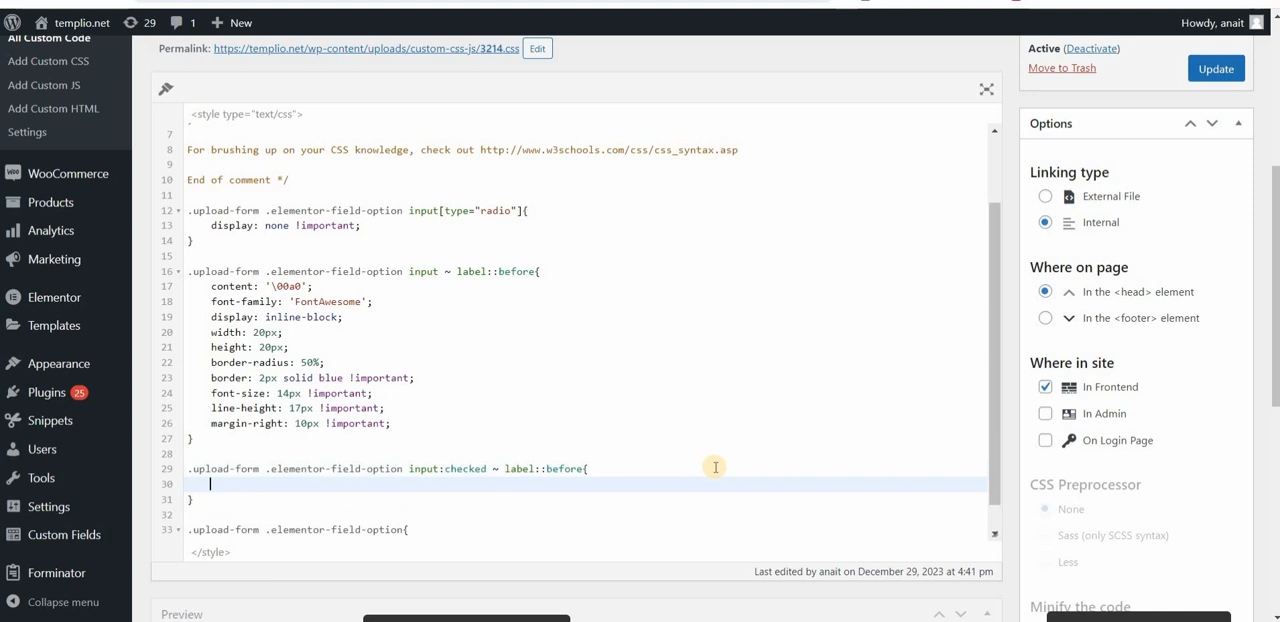 templio.net
29
1
New
Howdy, anait
All Custom Code
Add Custom CSS
Add Custom JS
Add Custom HTML
Settings
WooCommerce
Products
Analytics
Marketing
Elementor
Templates
Appearance
Plugins 25
Snippets
Users
Tools
Settings
Custom Fields
Forminator
Collapse menu
Permalink: https://templio.net/wp-content/uploads/custom-css-js/3214.css Edit
<style type="text/css">
7
8 For brushing up on your CSS knowledge, check out http://www.w3schools.com/css/css_syntax.asp
9
10 End of comment */
11
12 .upload-form .elementor-field-option input[type="radio"]{
13 display: none !important;
14 }
15
16 .upload-form .elementor-field-option input ~ label::before{
17 content: '\00a0';
18 font-family: 'FontAwesome';
19 display: inline-block;
20 width: 20px;
21 height: 20px;
22 border-radius: 50%;
23 border: 2px solid blue !important;
24 font-size: 14px !important;
25 line-height: 17px !important;
26 margin-right: 10px !important;
27 }
28
29 .upload-form .elementor-field-option input:checked ~ label::before{
30
31 }
32
33 .upload-form .elementor-field-option{
</style>
Last edited by anait on December 29, 2023 at 4:41 pm
Preview
Active (Deactivate)
Move to Trash
Update
Options
Linking type
External File
Internal
Where on page
In the <head> element
In the <footer> element
Where in site
In Frontend
In Admin
On Login Page
CSS Preprocessor
None
Sass (only SCSS syntax)
Less
Minify the code